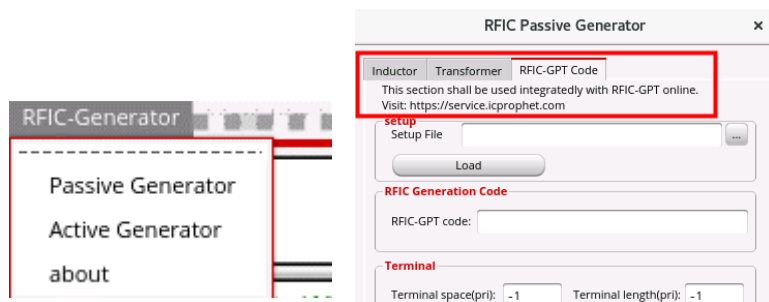 RFIC-Generator
Passive Generator
Active Generator
about
RFIC Passive Generator ×
Inductor Transformer RFIC-GPT Code
This section shall be used integratedly with RFIC-GPT online.
Visit: https://service.icprophet.com
setup
Setup File ...
Load
RFIC Generation Code
RFIC-GPT code:
Terminal
Terminal space(pri): -1 Terminal length(pri): -1